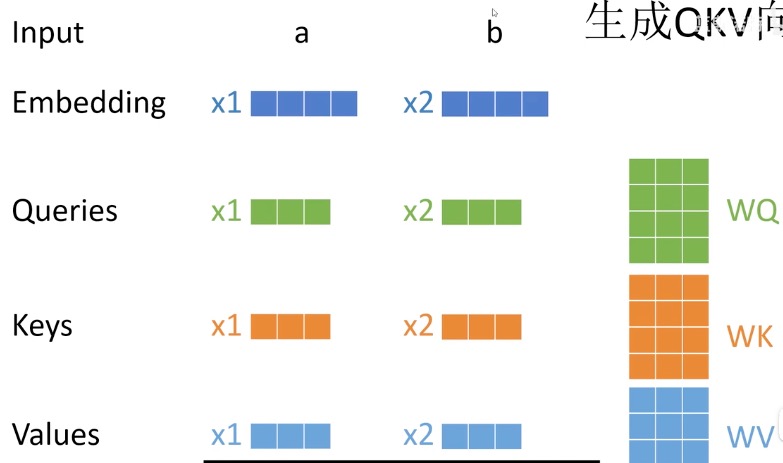 Input a b 生成QKV向
Embedding x1 x2
Queries x1 x2 WQ
Keys x1 x2 WK
Values x1 x2 WV